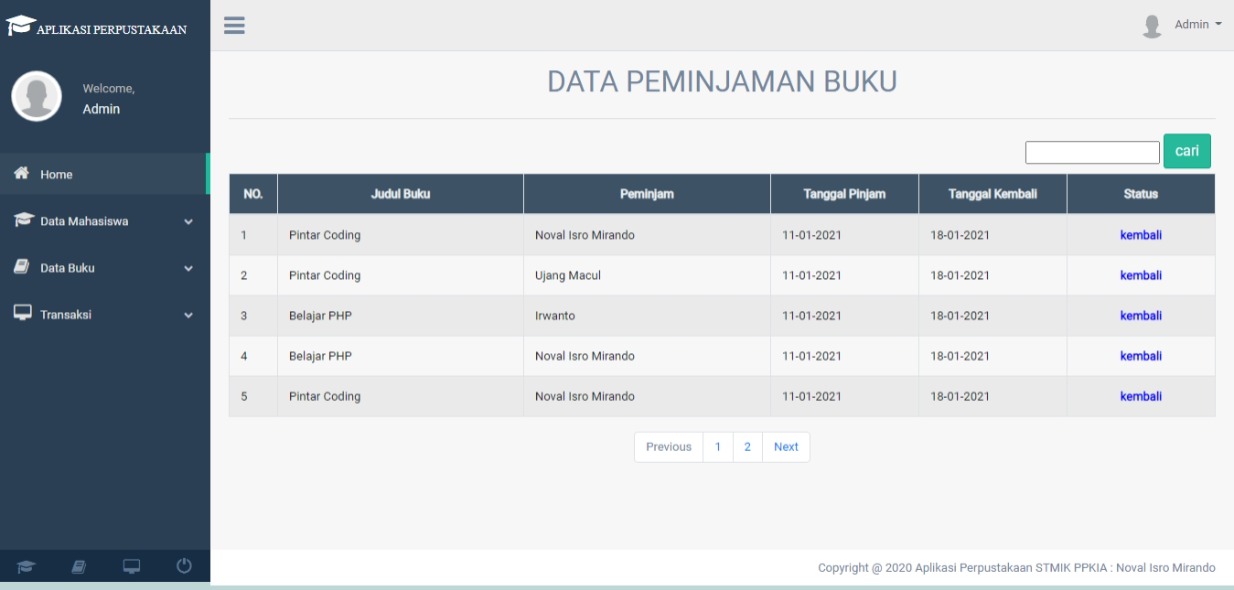 APLIKASI PERPUSTAKAAN
Admin
Welcome,
Admin
Home
Data Mahasiswa
Data Buku
Transaksi
DATA PEMINJAMAN BUKU
cari
NO. Judul Buku Peminjam Tanggal Pinjam Tanggal Kembali Status
1 Pintar Coding Noval Isro Mirando 11-01-2021 18-01-2021 kembali
2 Pintar Coding Ujang Macul 11-01-2021 18-01-2021 kembali
3 Belajar PHP Irwanto 11-01-2021 18-01-2021 kembali
4 Belajar PHP Noval Isro Mirando 11-01-2021 18-01-2021 kembali
5 Pintar Coding Noval Isro Mirando 11-01-2021 18-01-2021 kembali
Previous 1 2 Next
Copyright @ 2020 Aplikasi Perpustakaan STMIK PPKIA : Noval Isro Mirando